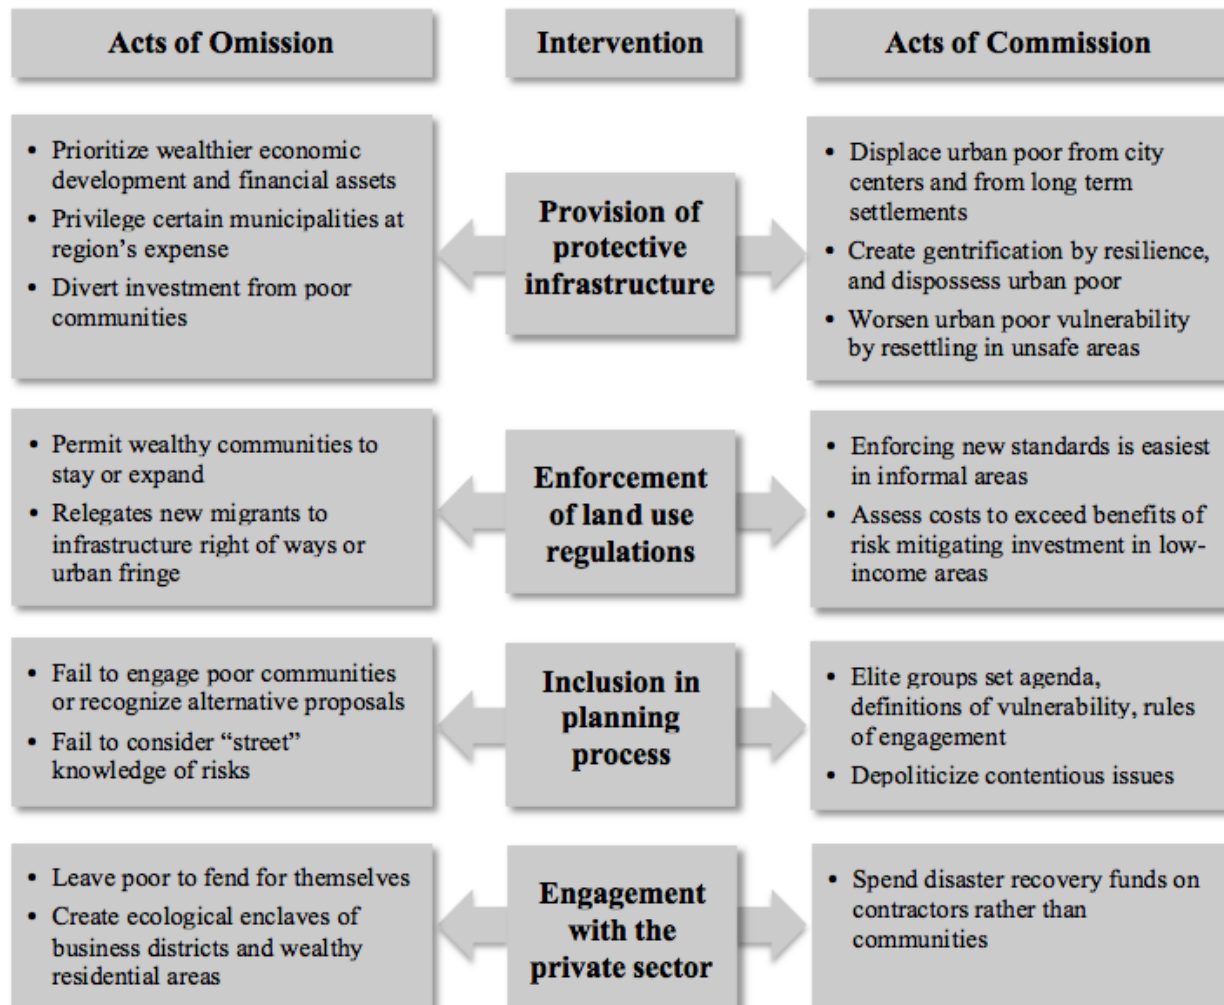 Acts of Omission
Intervention
Acts of Commission
• Prioritize wealthier economic
development and financial assets
• Privilege certain municipalities at
region’s expense
• Divert investment from poor
communities
Provision of
protective
infrastructure
• Displace urban poor from city
centers and from long term
settlements
• Create gentrification by resilience,
and dispossess urban poor
• Worsen urban poor vulnerability
by resettling in unsafe areas
• Permit wealthy communities to
stay or expand
• Relegates new migrants to
infrastructure right of ways or
urban fringe
Enforcement
of land use
regulations
• Enforcing new standards is easiest
in informal areas
• Assess costs to exceed benefits of
risk mitigating investment in low-
income areas
• Fail to engage poor communities
or recognize alternative proposals
• Fail to consider “street”
knowledge of risks
Inclusion in
planning
process
• Elite groups set agenda,
definitions of vulnerability, rules
of engagement
• Depoliticize contentious issues
• Leave poor to fend for themselves
• Create ecological enclaves of
business districts and wealthy
residential areas
Engagement
with the
private sector
• Spend disaster recovery funds on
contractors rather than
communities